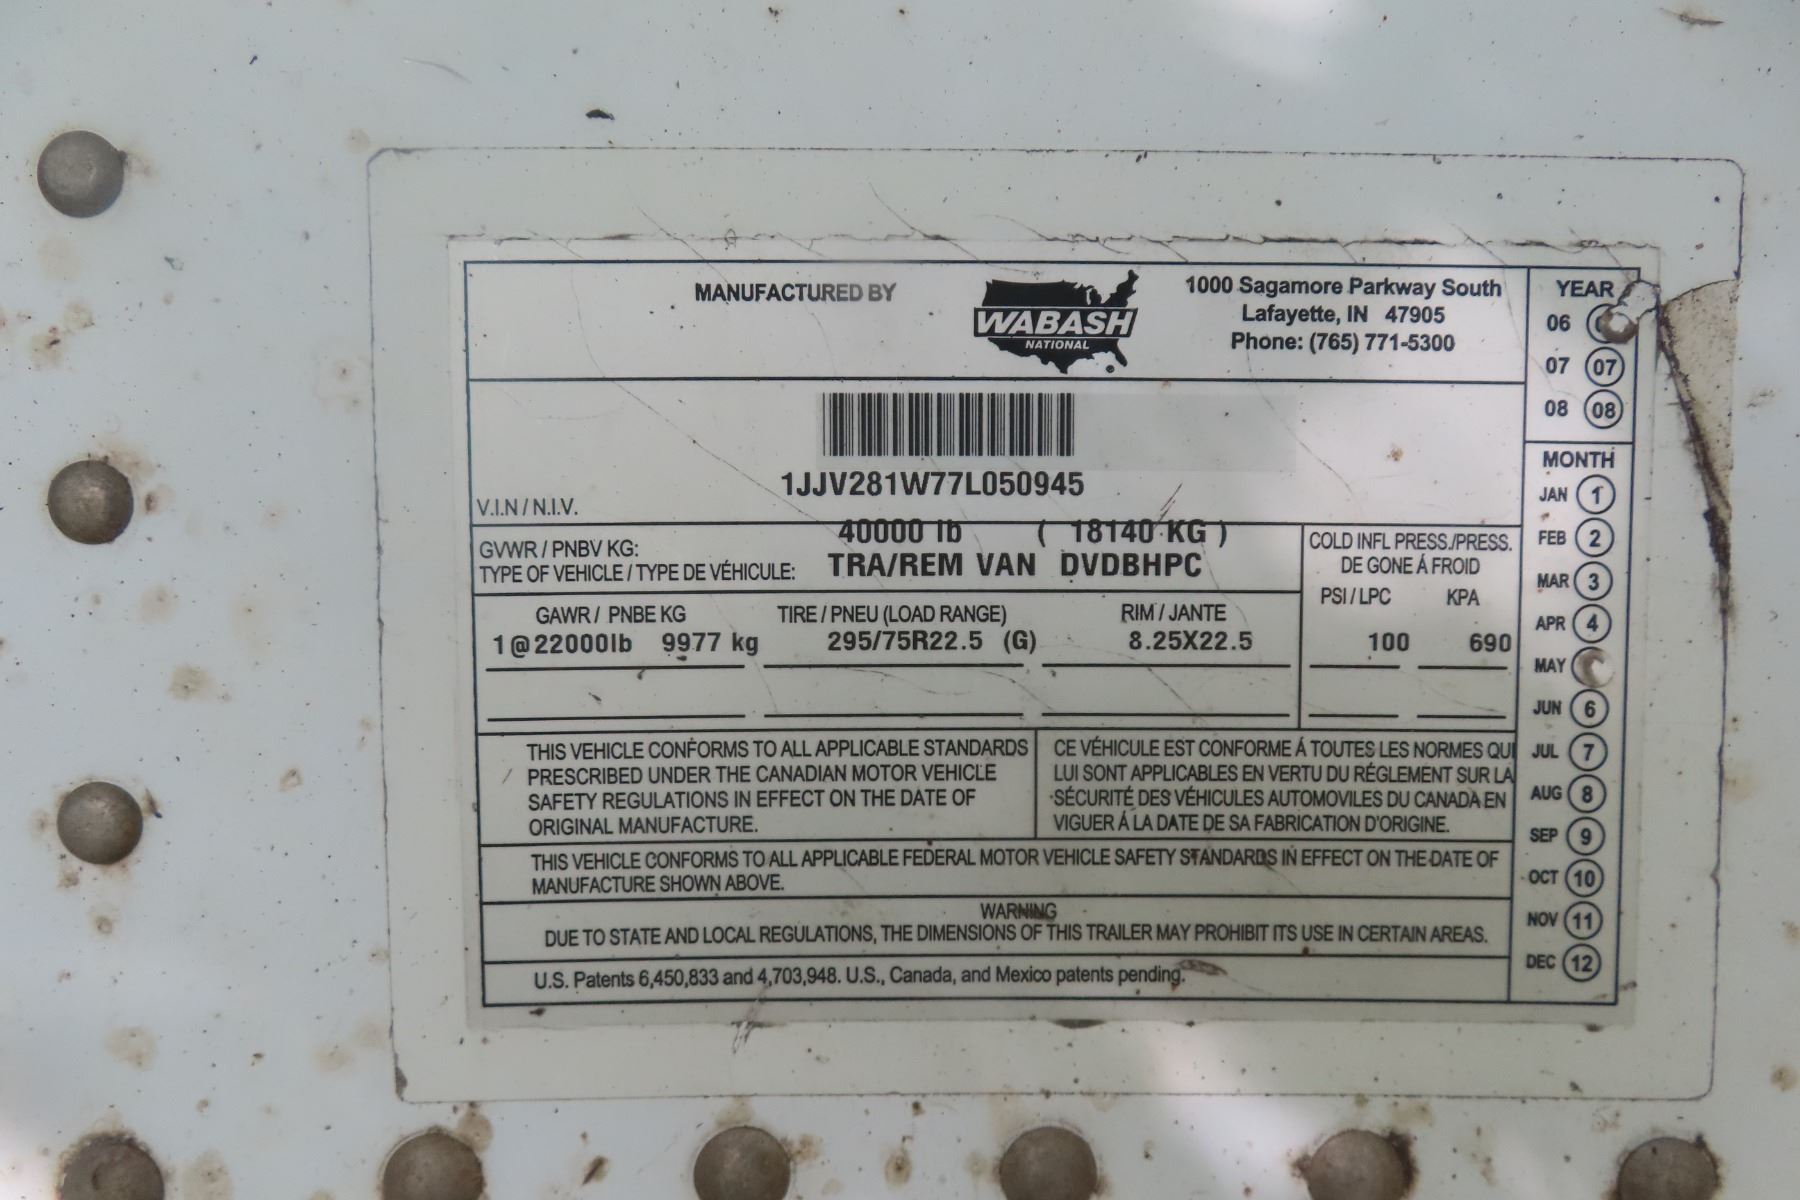 MANUFACTURED BY
WABASH
NATIONAL
®
1000 Sagamore Parkway South
Lafayette, IN 47905
Phone: (765) 771-5300
1JJV281W77L050945
V.I.N / N.I.V.
GVWR / PNBV KG: 40000 lb ( 18140 KG )
TYPE OF VEHICLE / TYPE DE VÉHICULE: TRA/REM VAN DVDBHPC
COLD INFL PRESS./PRESS.
DE GONE Á FROID
PSI / LPC KPA
GAWR / PNBE KG TIRE / PNEU (LOAD RANGE) RIM / JANTE
1@22000lb 9977 kg 295/75R22.5 (G) 8.25X22.5 100 690
THIS VEHICLE CONFORMS TO ALL APPLICABLE STANDARDS
PRESCRIBED UNDER THE CANADIAN MOTOR VEHICLE
SAFETY REGULATIONS IN EFFECT ON THE DATE OF
ORIGINAL MANUFACTURE.
CE VÉHICULE EST CONFORME Á TOUTES LES NORMES QUI
LUI SONT APPLICABLES EN VERTU DU RÉGLEMENT SUR LA
SÉCURITÉ DES VÉHICULES AUTOMOVILES DU CANADA EN
VIGUER Á LA DATE DE SA FABRICATION D'ORIGINE.
THIS VEHICLE CONFORMS TO ALL APPLICABLE FEDERAL MOTOR VEHICLE SAFETY STANDARDS IN EFFECT ON THE DATE OF
MANUFACTURE SHOWN ABOVE.
WARNING
DUE TO STATE AND LOCAL REGULATIONS, THE DIMENSIONS OF THIS TRAILER MAY PROHIBIT ITS USE IN CERTAIN AREAS.
U.S. Patents 6,450,833 and 4,703,948. U.S., Canada, and Mexico patents pending.
YEAR
06
07 07
08 08
MONTH
JAN 1
FEB 2
MAR 3
APR 4
MAY
JUN 6
JUL 7
AUG 8
SEP 9
OCT 10
NOV 11
DEC 12